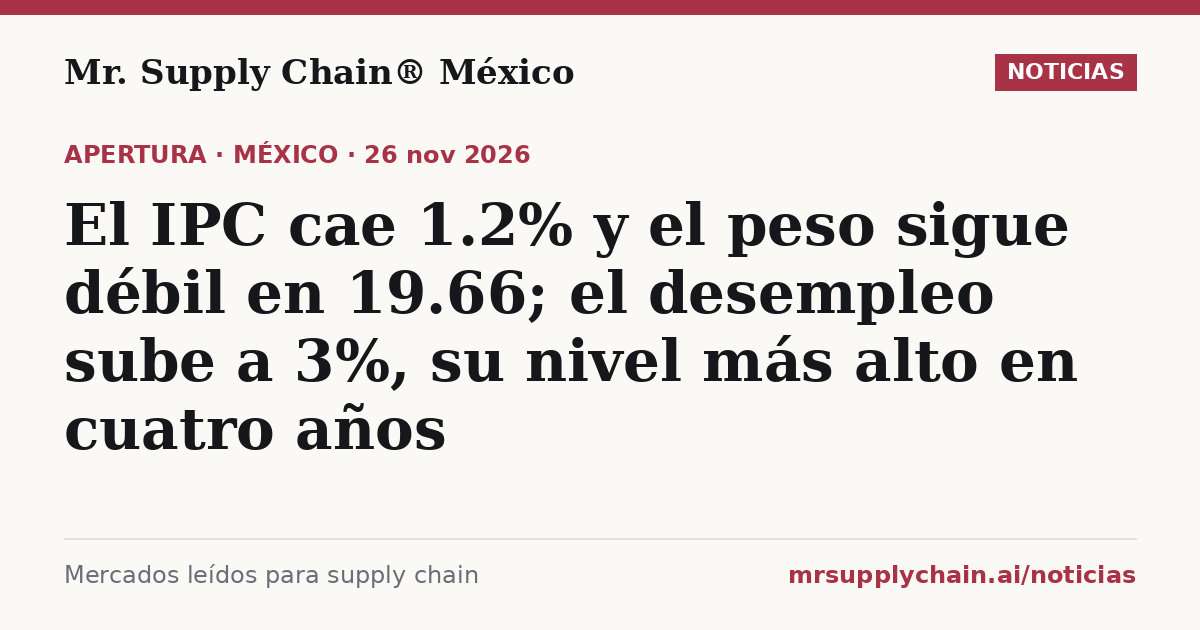 Mr. Supply Chain® México
NOTICIAS
APERTURA · MÉXICO · 26 nov 2026
El IPC cae 1.2% y el peso sigue
débil en 19.66; el desempleo
sube a 3%, su nivel más alto en
cuatro años
Mercados leídos para supply chain
mrsupplychain.ai/noticias